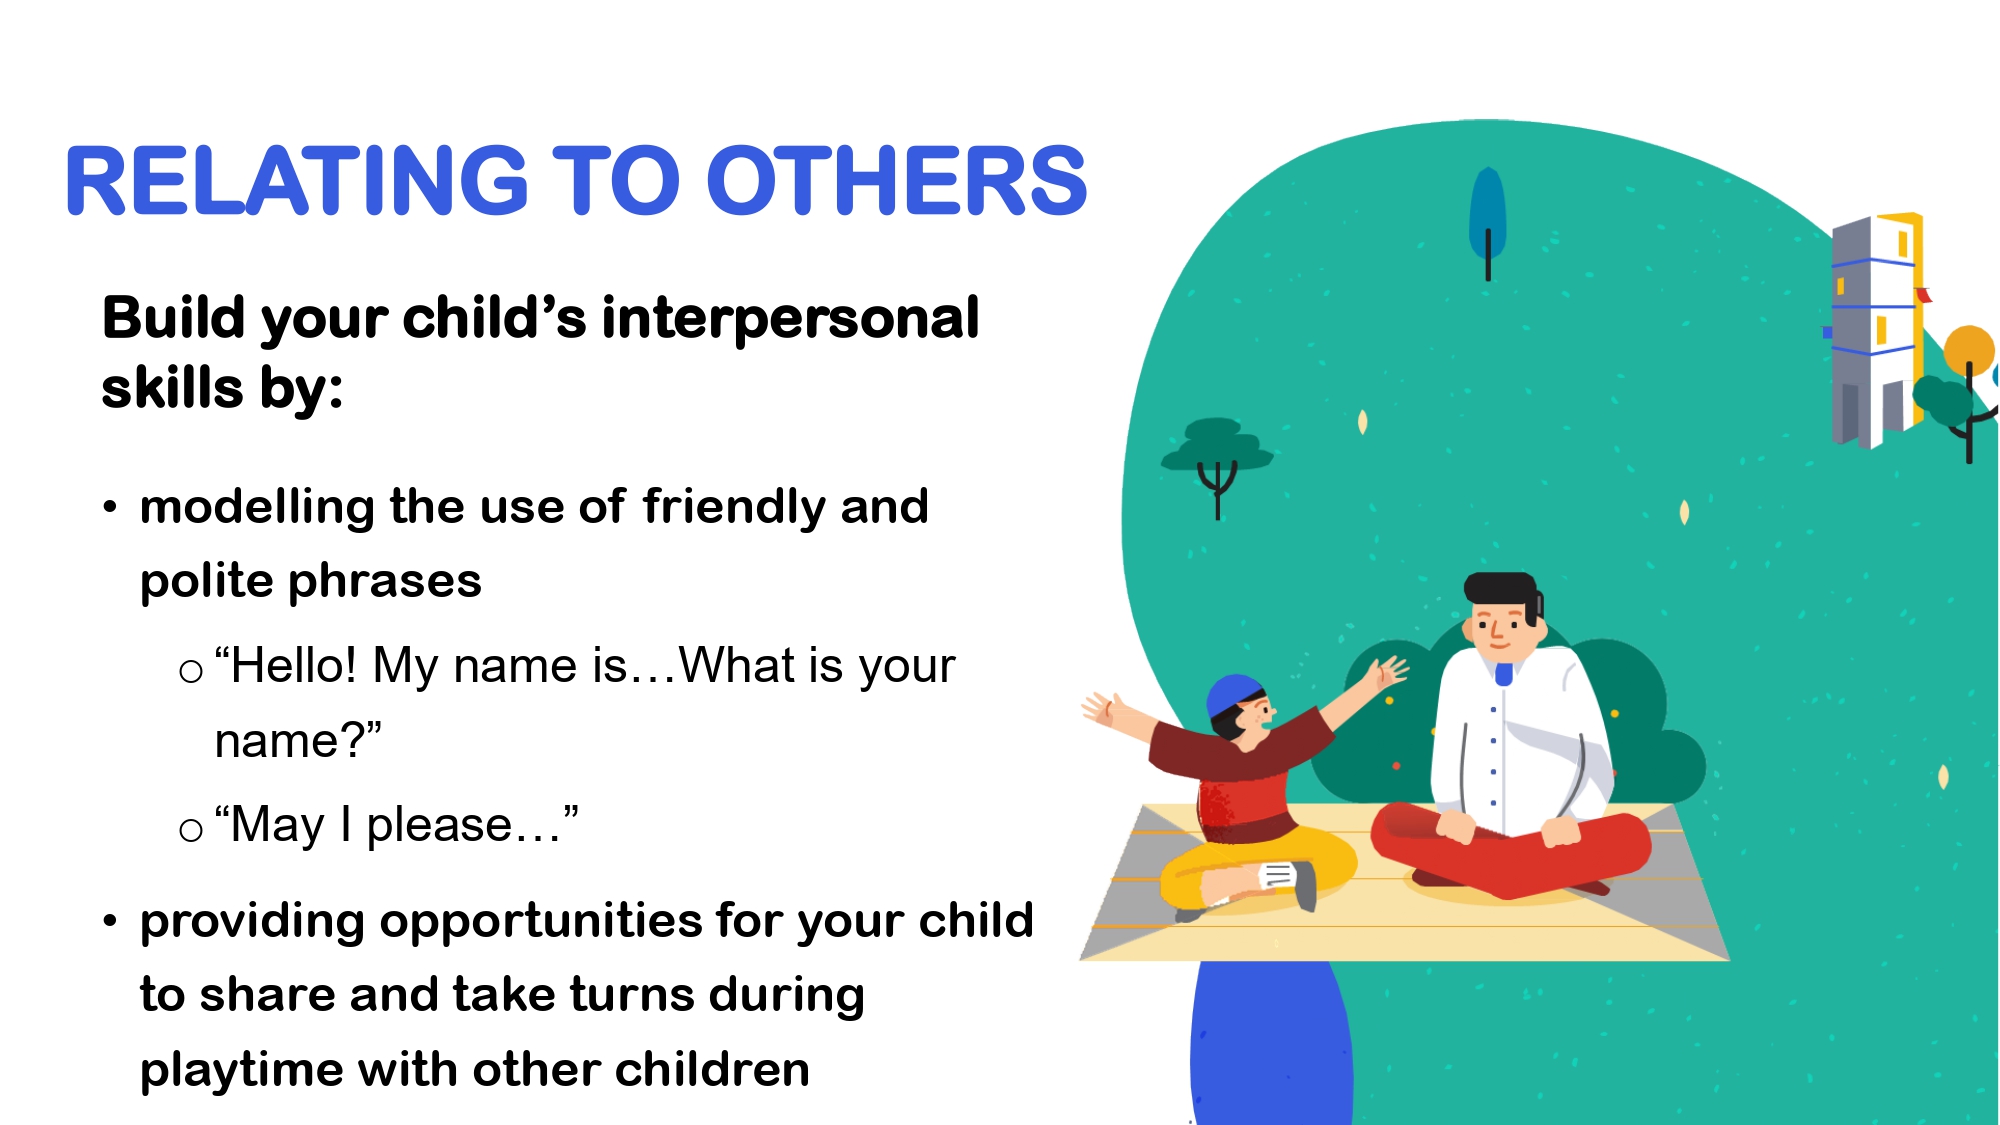 RELATING TO OTHERS
Build your child’s interpersonal
skills by:
• modelling the use of friendly and
polite phrases
o “Hello! My name is…What is your
name?”
o “May I please…”
• providing opportunities for your child
to share and take turns during
playtime with other children